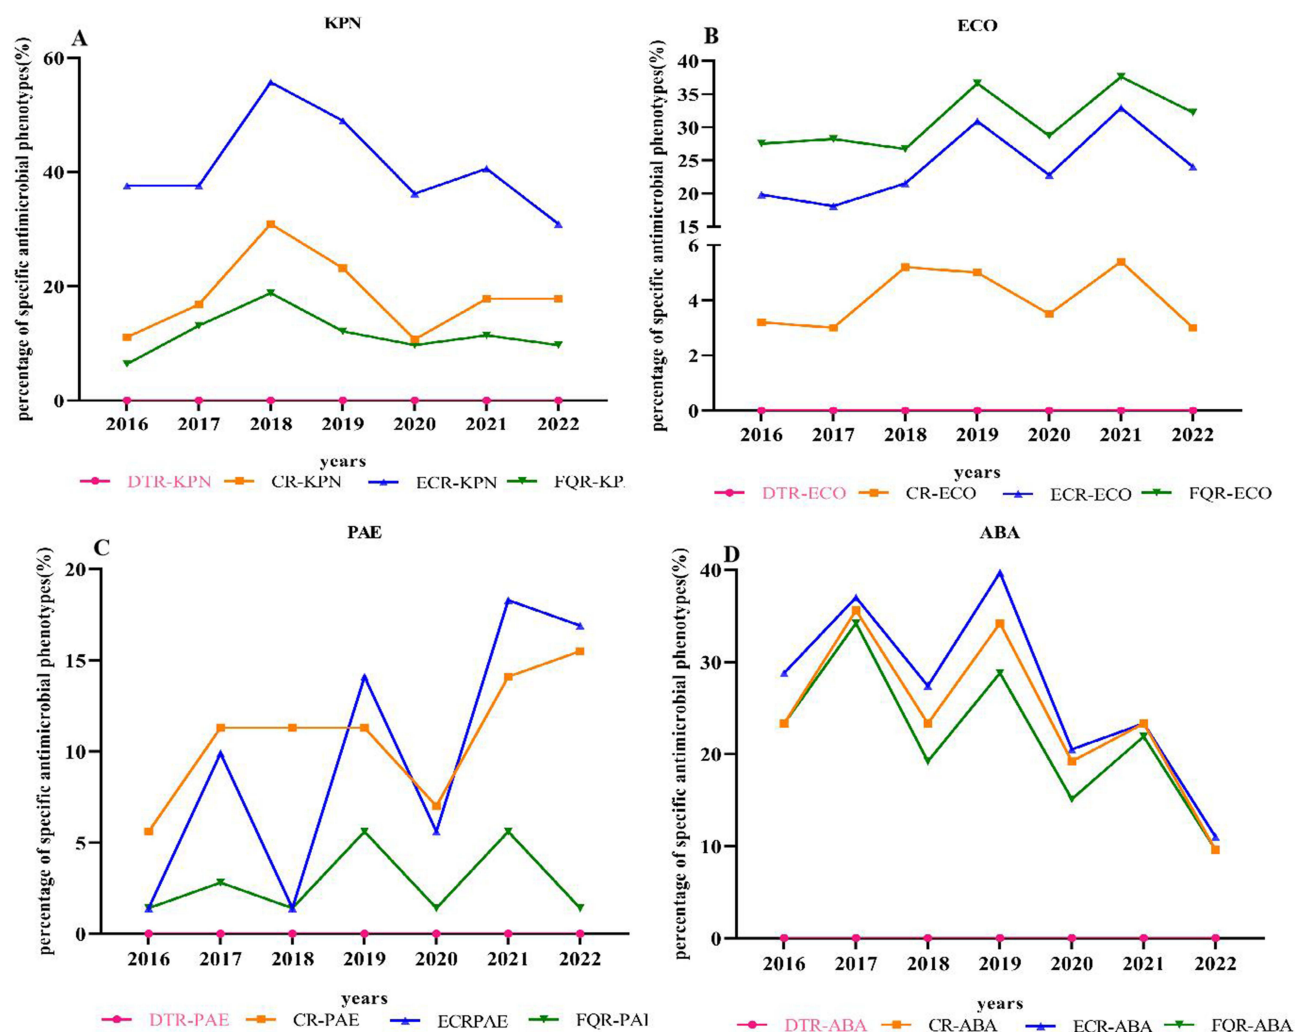 A
KPN
percentage of specific antimicrobial phenotypes(%)
60
40
20
0
2016 2017 2018 2019 2020 2021 2022
years
DTR-KPN CR-KPN ECR-KPN FQR-KP.
B
ECO
percentage of specific antimicrobial phenotypes(%)
40
35
30
25
20
15
6
4
2
0
2016 2017 2018 2019 2020 2021 2022
years
DTR-ECO CR-ECO ECR-ECO FQR-ECO
C
PAE
percentage of specific antimicrobial phenotypes(%)
20
15
10
5
0
2016 2017 2018 2019 2020 2021 2022
years
DTR-PAE CR-PAE ECRPAE FQR-PAI
D
ABA
percentage of specific antimicrobial phenotypes(%)
40
30
20
10
0
2016 2017 2018 2019 2020 2021 2022
years
DTR-ABA CR-ABA ECR-ABA FQR-ABA